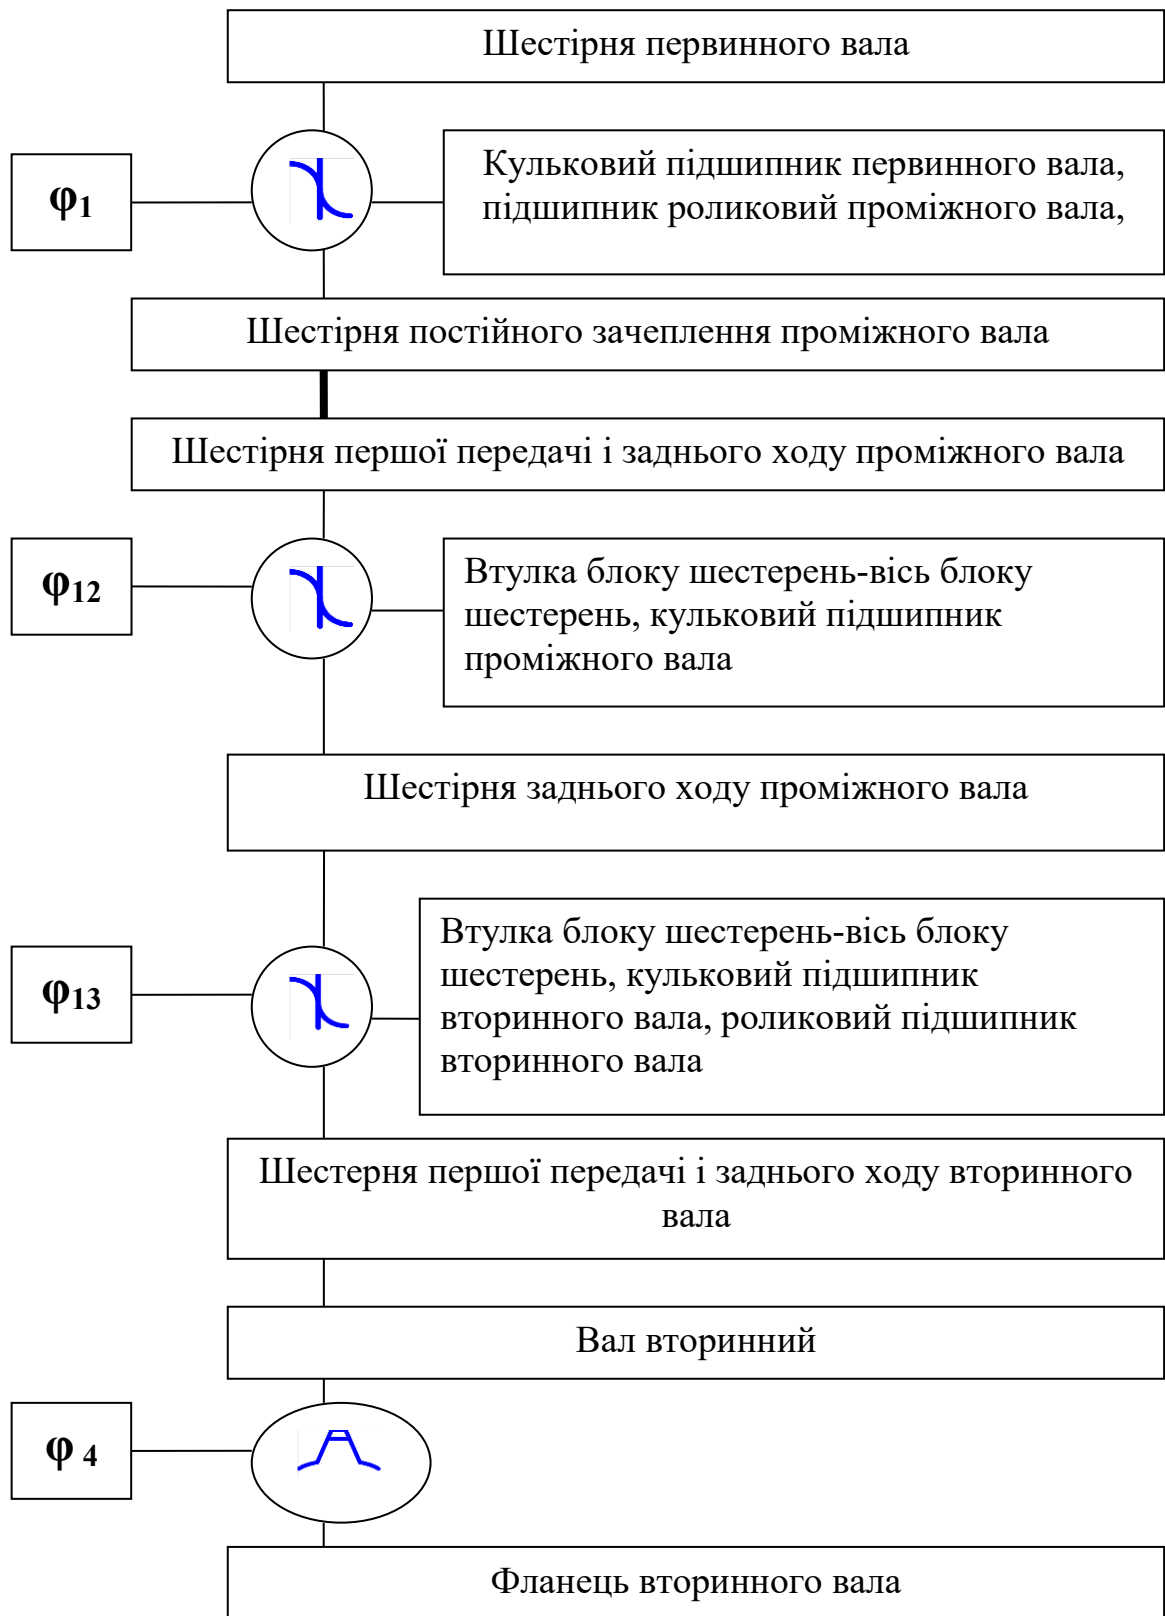 Шестірня первинного вала
φ1
Кульковий підшипник первинного вала,
підшипник роликовий проміжного вала,
Шестірня постійного зачеплення проміжного вала
Шестірня першої передачі і заднього ходу проміжного вала
φ12
Втулка блоку шестерень-вісь блоку
шестерень, кульковий підшипник
проміжного вала
Шестірня заднього ходу проміжного вала
φ13
Втулка блоку шестерень-вісь блоку
шестерень, кульковий підшипник
вторинного вала, роликовий підшипник
вторинного вала
Шестерня першої передачі і заднього ходу вторинного
вала
Вал вторинний
φ 4
Фланець вторинного вала